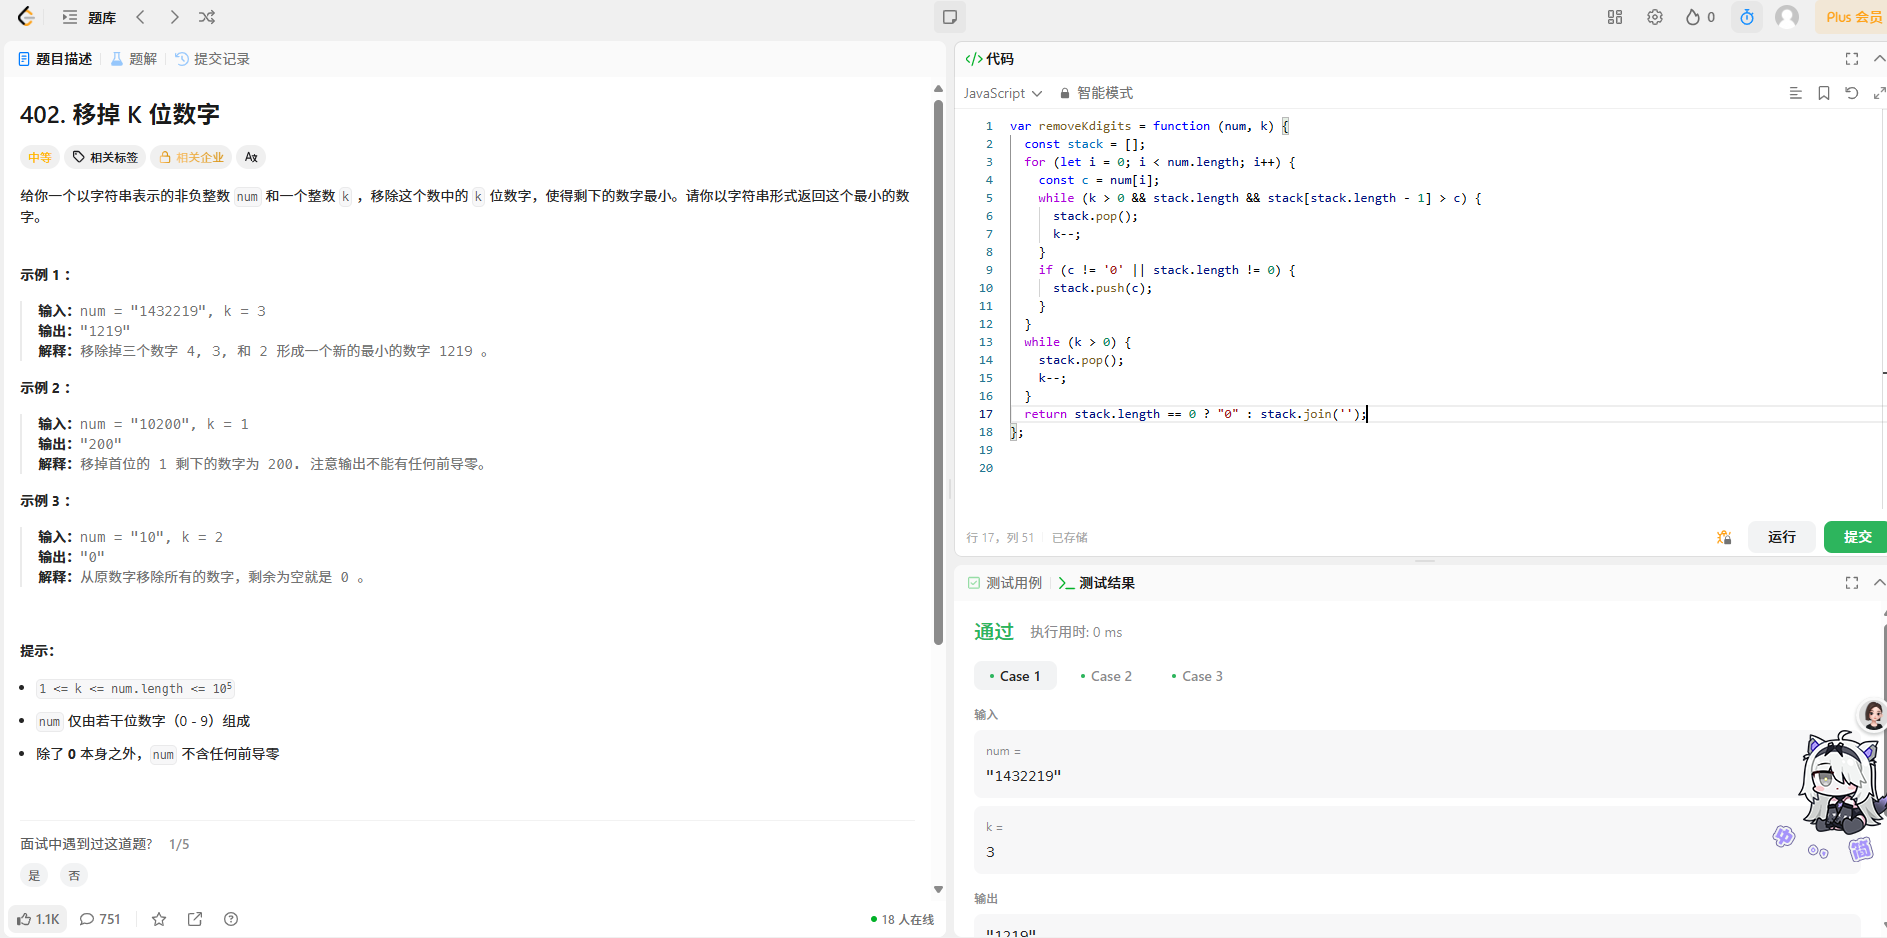 题库
0
Plus 会员
题目描述
题解
提交记录
402. 移掉 K 位数字
中等
相关标签
相关企业
给你一个以字符串表示的非负整数 num 和一个整数 k ，移除这个数中的 k 位数字，使得剩下的数字最小。请你以字符串形式返回这个最小的数
字。
示例 1 ：
输入：num = "1432219", k = 3
输出："1219"
解释：移除掉三个数字 4, 3, 和 2 形成一个新的最小的数字 1219 。
示例 2 ：
输入：num = "10200", k = 1
输出："200"
解释：移掉首位的 1 剩下的数字为 200. 注意输出不能有任何前导零。
示例 3 ：
输入：num = "10", k = 2
输出："0"
解释：从原数字移除所有的数字，剩余为空就是 0 。
提示：
1 <= k <= num.length <= 10⁵
num 仅由若干位数字（0 - 9）组成
除了 0 本身之外，num 不含任何前导零
面试中遇到过这道题? 1/5
是
否
1.1K
751
18 人在线
代码
JavaScript
智能模式
1 var removeKdigits = function (num, k) {
2 const stack = [];
3 for (let i = 0; i < num.length; i++) {
4 const c = num[i];
5 while (k > 0 && stack.length && stack[stack.length - 1] > c) {
6 stack.pop();
7 k--;
8 }
9 if (c != '0' || stack.length != 0) {
10 stack.push(c);
11 }
12 }
13 while (k > 0) {
14 stack.pop();
15 k--;
16 }
17 return stack.length == 0 ? "0" : stack.join('');
18 };
19
20
行 17，列 51
已存储
运行
提交
测试用例
测试结果
通过
执行用时: 0 ms
Case 1
Case 2
Case 3
输入
num =
"1432219"
k =
3
中
简
输出
"1219"